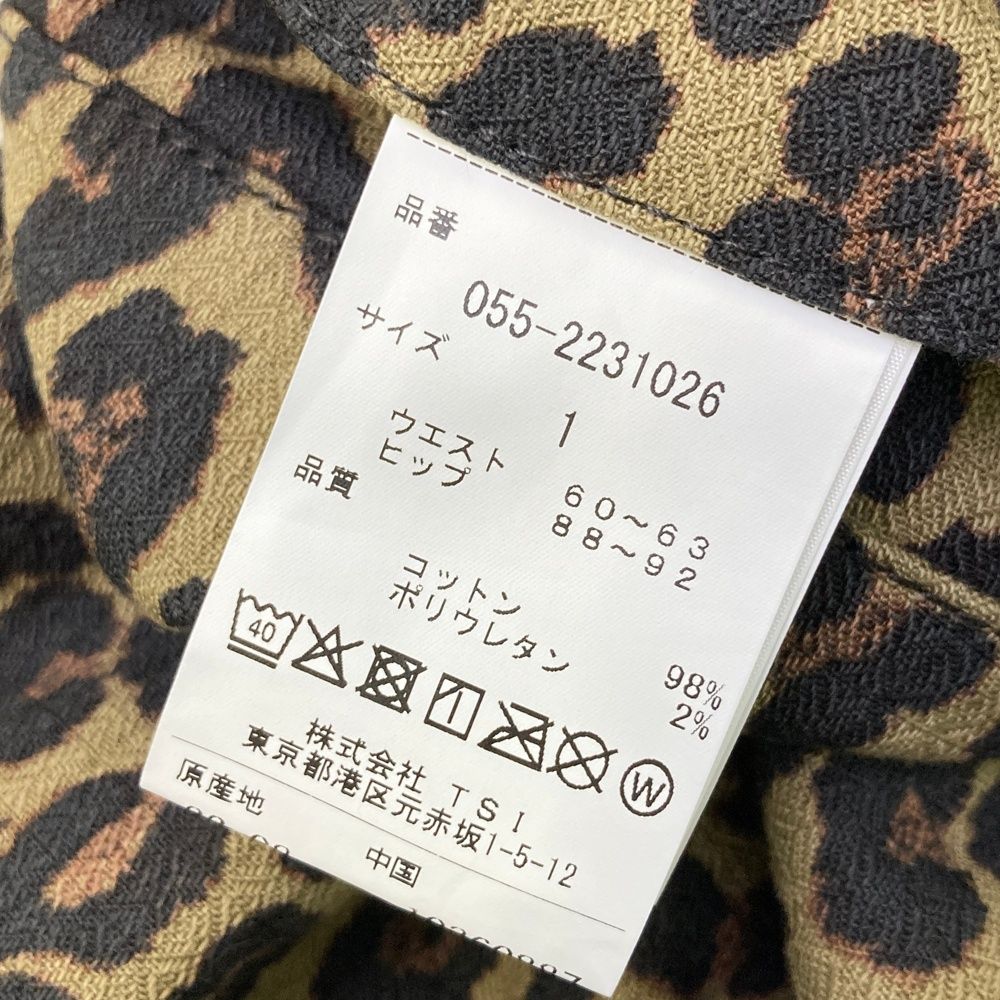 品番
055-2231026
サイズ
1
ウエスト 60～63
ヒップ 88～92
品質
コットン 98%
ポリウレタン 2%
40
W
株式会社 TSI
東京都港区元赤坂1-5-12
原産地
中国